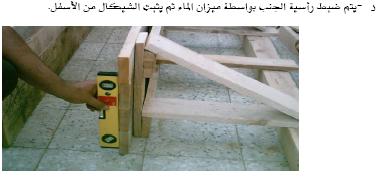 د -يتم ضبط رأسية الجنب بواسطة ميزان الماء ثم يثبت الشيكال من الأسفل.